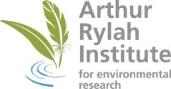 Arthur
Rylah
Institute
for environmental
research